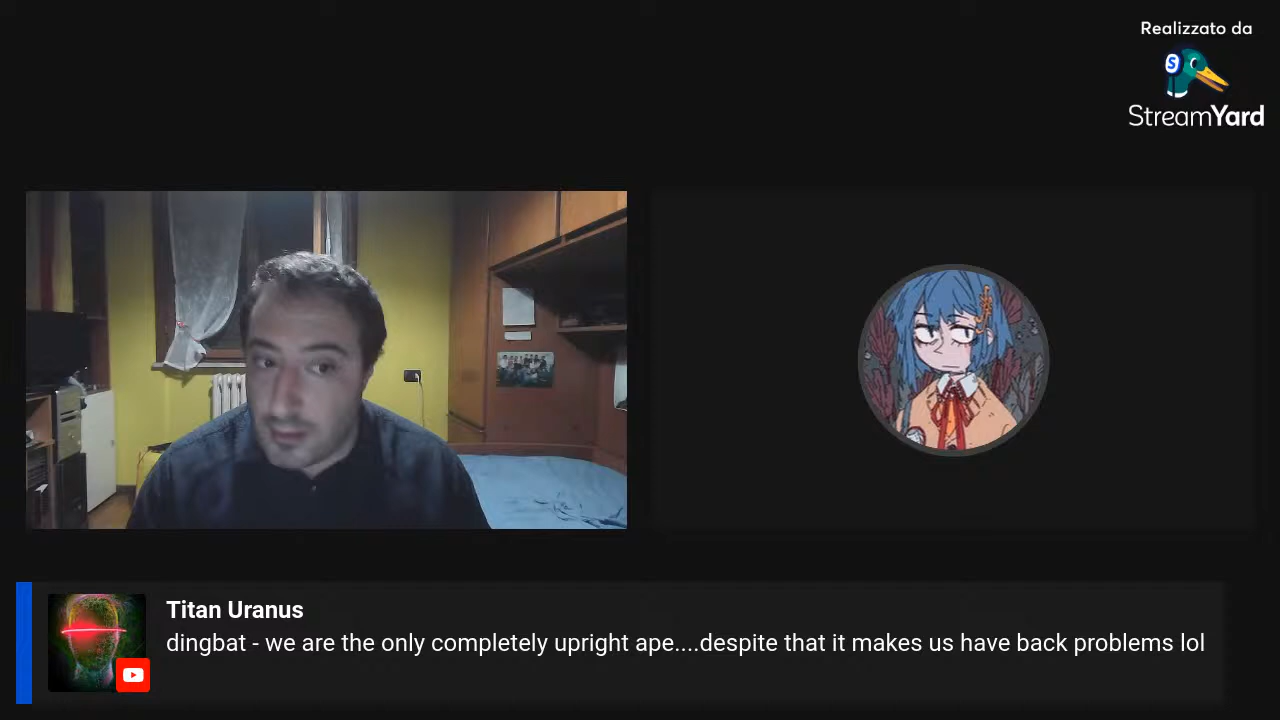 Realizzato da
S
StreamYard
Titan Uranus
dingbat - we are the only completely upright ape....despite that it makes us have back problems lol